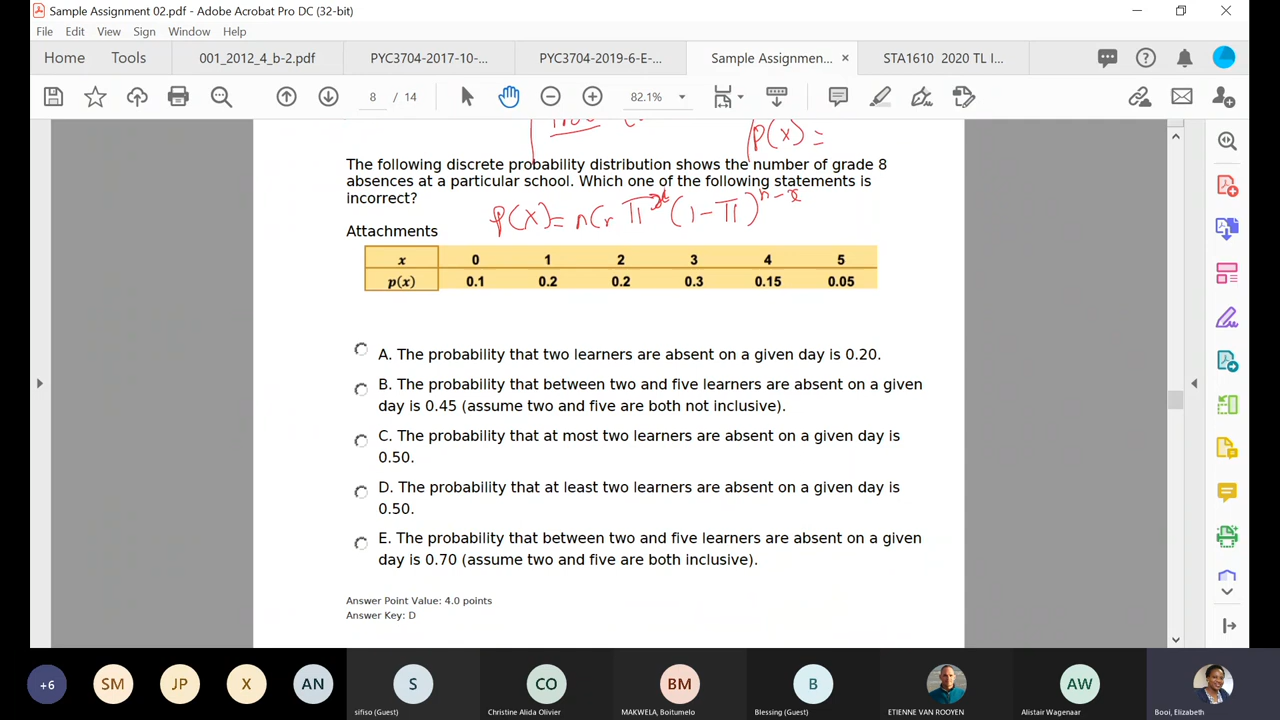 Sample Assignment 02.pdf - Adobe Acrobat Pro DC (32-bit)
File Edit View Sign Window Help
Home Tools 001_2012_4_b-2.pdf PYC3704-2017-10-... PYC3704-2019-6-E-... Sample Assignmen... × STA1610 2020 TL I...
8 / 14 82.1%
P(x) =
The following discrete probability distribution shows the number of grade 8
absences at a particular school. Which one of the following statements is
incorrect?
P(x) = nCr π^x (1-π)^n-x
Attachments
x 0 1 2 3 4 5
p(x) 0.1 0.2 0.2 0.3 0.15 0.05
A. The probability that two learners are absent on a given day is 0.20.
B. The probability that between two and five learners are absent on a given
day is 0.45 (assume two and five are both not inclusive).
C. The probability that at most two learners are absent on a given day is
0.50.
D. The probability that at least two learners are absent on a given day is
0.50.
E. The probability that between two and five learners are absent on a given
day is 0.70 (assume two and five are both inclusive).
Answer Point Value: 4.0 points
Answer Key: D
+6 SM JP X AN S CO BM B AW
sifiso (Guest) Christine Alida Olivier MAKWELA, Boitumelo Blessing (Guest) ETIENNE VAN ROOYEN Alistair Wagenaar Booi, Elizabeth